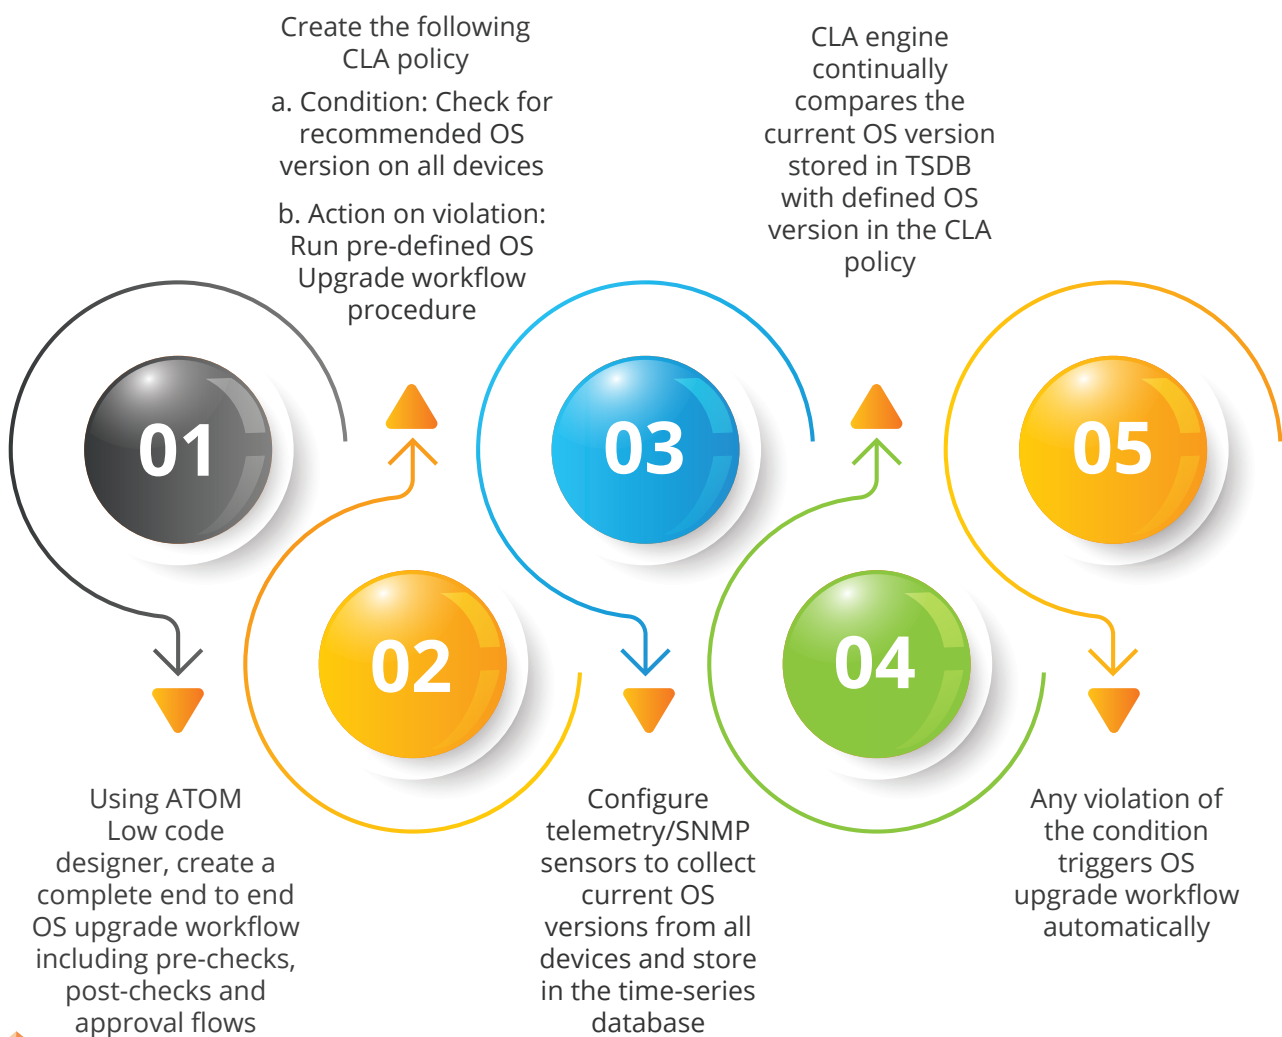 01
Using ATOM
Low code
designer, create a
complete end to end
OS upgrade workflow
including pre-checks,
post-checks and
approval flows
02
Create the following
CLA policy
a. Condition: Check for
recommended OS
version on all devices
b. Action on violation:
Run pre-defined OS
Upgrade workflow
procedure
03
Configure
telemetry/SNMP
sensors to collect
current OS
versions from all
devices and store
in the time-series
database
04
CLA engine
continually
compares the
current OS version
stored in TSDB
with defined OS
version in the CLA
policy
05
Any violation of
the condition
triggers OS
upgrade workflow
automatically